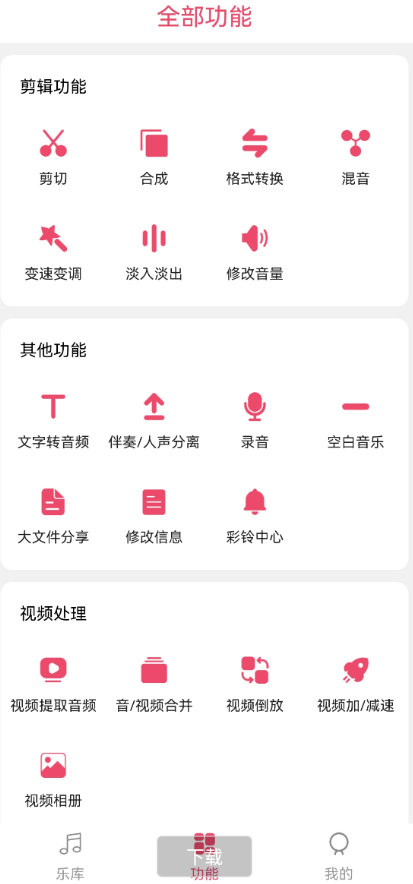 全部功能
剪辑功能
剪切 合成 格式转换 混音
变速变调 淡入淡出 修改音量
其他功能
文字转音频 伴奏/人声分离 录音 空白音乐
大文件分享 修改信息 彩铃中心
视频处理
视频提取音频 音/视频合并 视频倒放 视频加/减速
视频相册
下载
乐库 功能 我的